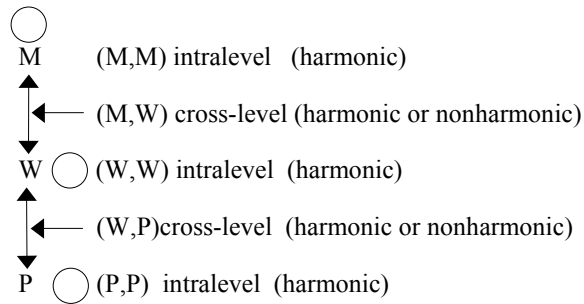 M (M,M) intralevel (harmonic)
(M,W) cross-level (harmonic or nonharmonic)
W (W,W) intralevel (harmonic)
(W,P)cross-level (harmonic or nonharmonic)
P (P,P) intralevel (harmonic)